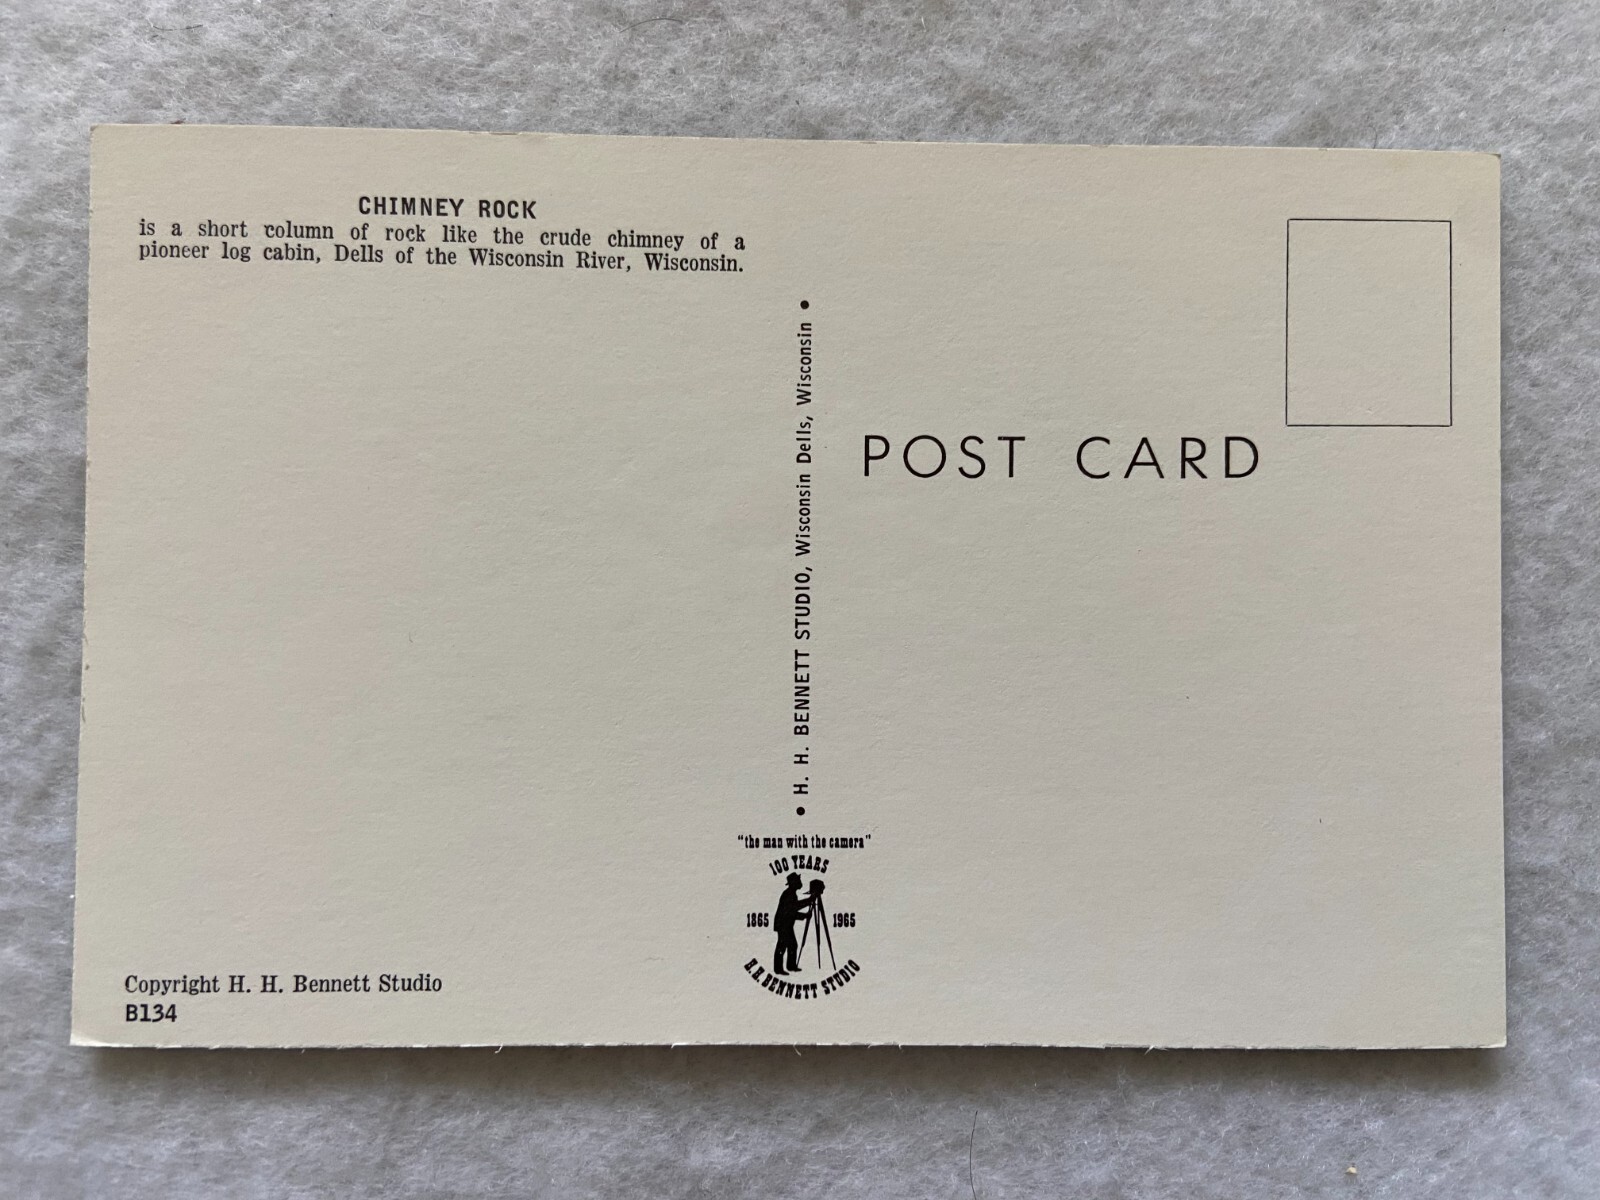 CHIMNEY ROCK
is a short column of rock like the crude chimney of a
pioneer log cabin, Dells of the Wisconsin River, Wisconsin.
• H. H. BENNETT STUDIO, Wisconsin Dells, Wisconsin •
POST CARD
"the man with the camera"
100 YEARS
1865 1965
H.H. BENNETT STUDIO
Copyright H. H. Bennett Studio
B134